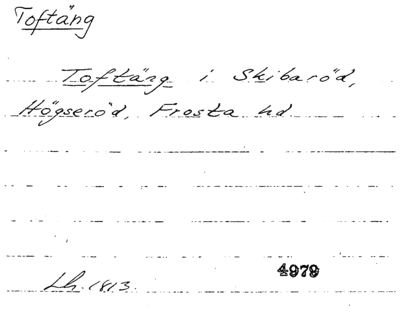 Toftäng
Toftäng i Skibaröd,
Högseröd, Frosta hd
Lh. 1813.
4979